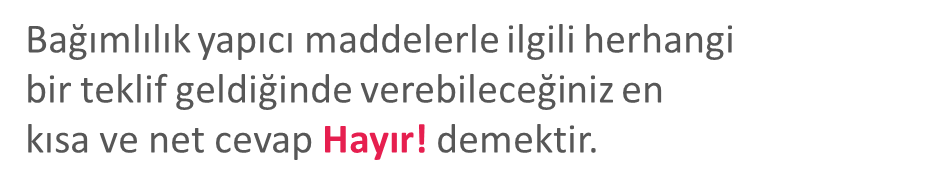 Bağımlılık yapıcı maddelerle ilgili herhangi
bir teklif geldiğinde verebileceğiniz en
kısa ve net cevap Hayır! demektir.